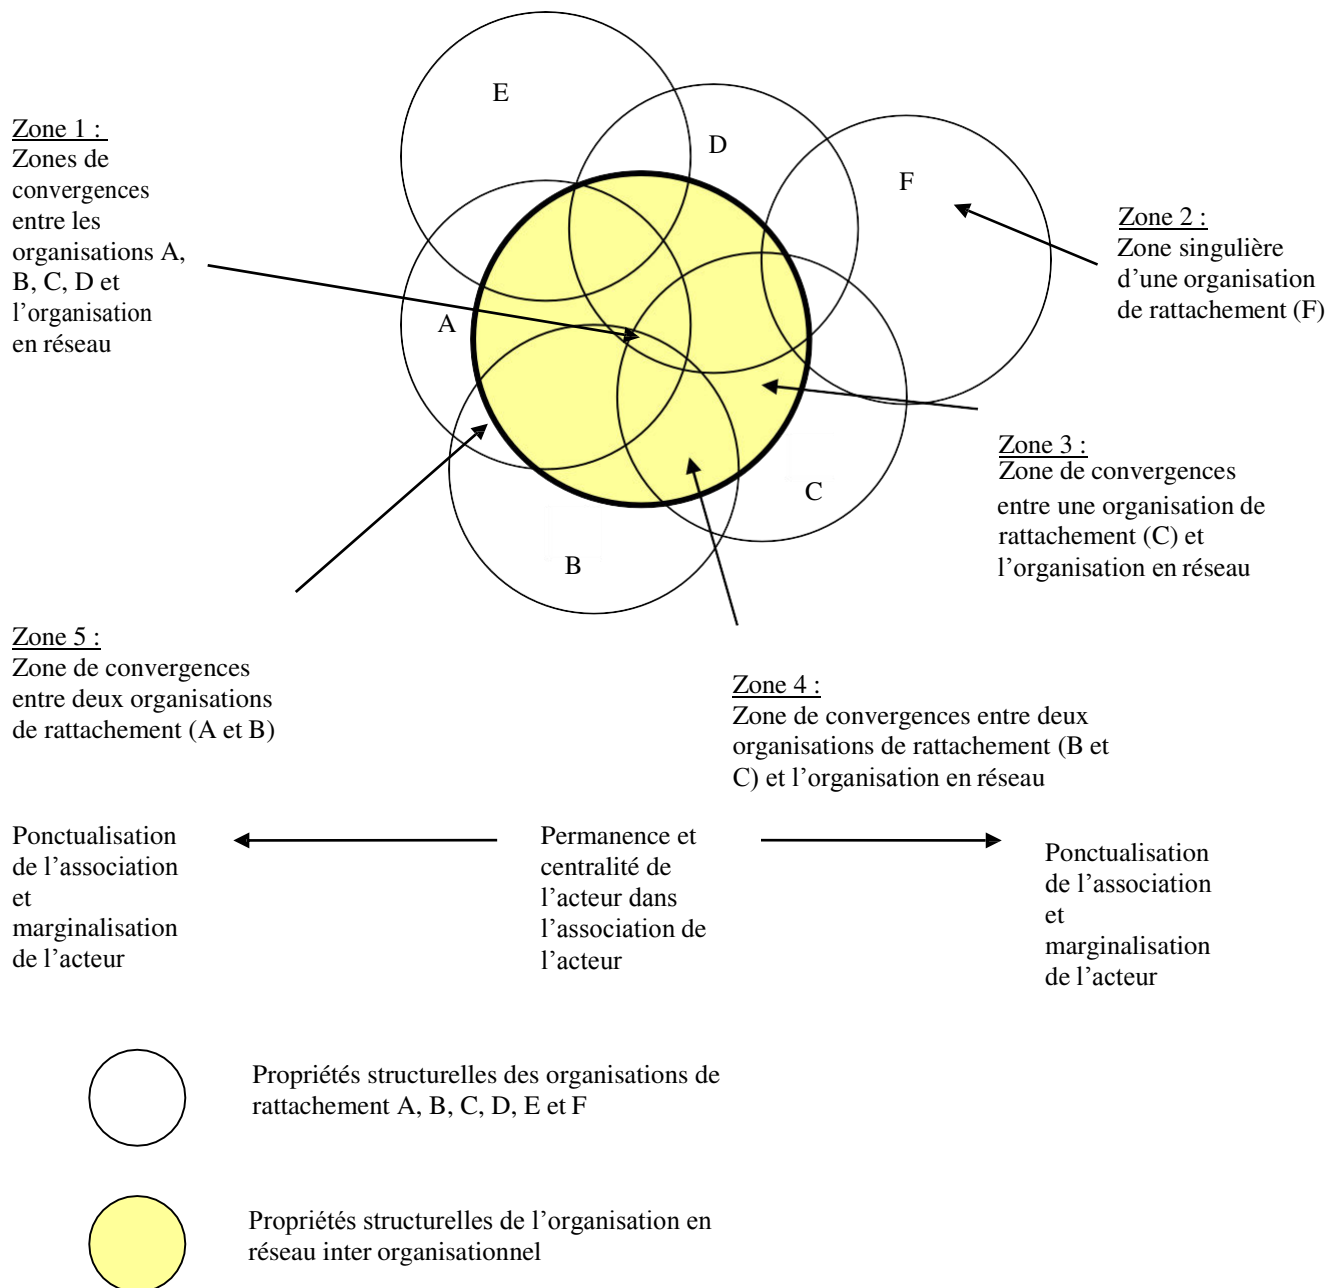 E
D
F
A
C
B
Zone 1 :
Zones de
convergences
entre les
organisations A,
B, C, D et
l’organisation
en réseau
Zone 2 :
Zone singulière
d’une organisation
de rattachement (F)
Zone 3 :
Zone de convergences
entre une organisation de
rattachement (C) et
l’organisation en réseau
Zone 5 :
Zone de convergences
entre deux organisations
de rattachement (A et B)
Zone 4 :
Zone de convergences entre deux
organisations de rattachement (B et
C) et l’organisation en réseau
Ponctualisation
de l’association
et
marginalisation
de l’acteur
Permanence et
centralité de
l’acteur dans
l’association de
l’acteur
Ponctualisation
de l’association
et
marginalisation
de l’acteur
Propriétés structurelles des organisations de
rattachement A, B, C, D, E et F
Propriétés structurelles de l’organisation en
réseau inter organisationnel